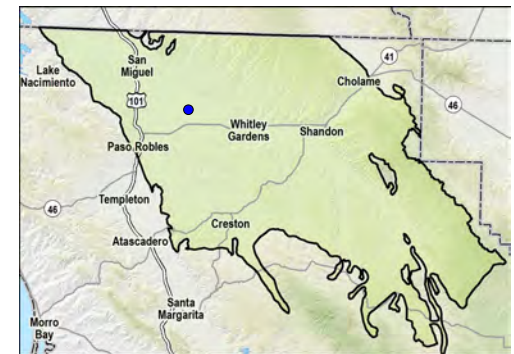 San
Miguel
Lake
Nacimiento
41
Cholame
101
46
Whitley
Gardens
Shandon
Paso Robles
Templeton
46
Creston
Atascadero
Santa
Margarita
Morro
Bay